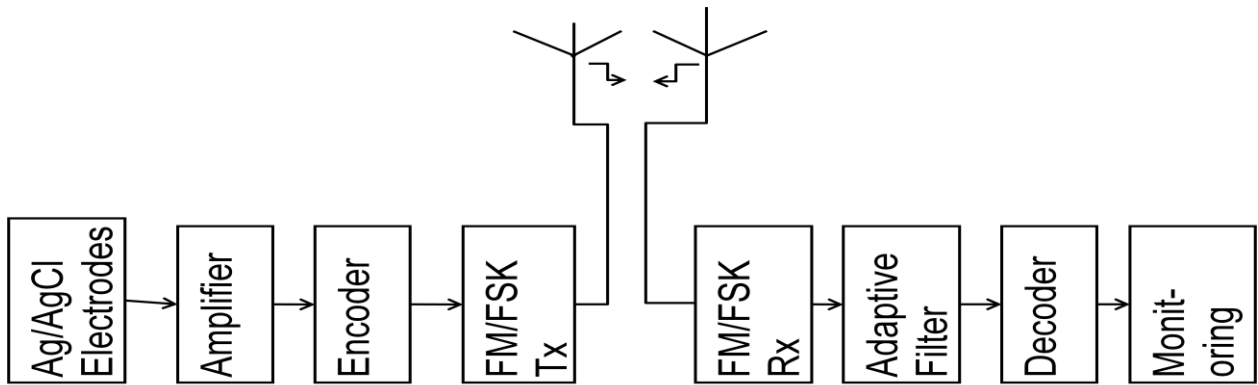 Ag/AgCl
Electrodes
Amplifier
Encoder
FM/FSK
Tx
FM/FSK
Rx
Adaptive
Filter
Decoder
Monit-
oring